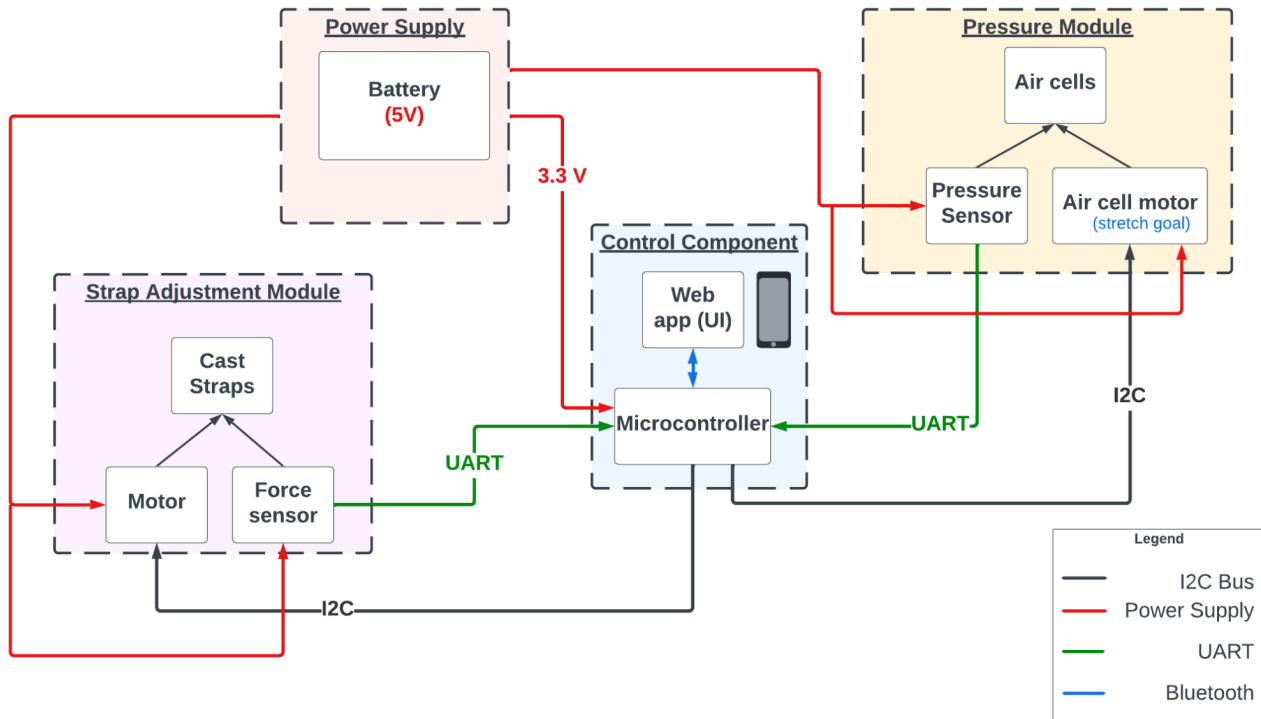 Power Supply
Battery
(5V)
3.3 V
Pressure Module
Air cells
Pressure
Sensor
Air cell motor
(stretch goal)
Control Component
Web
app (UI)
Microcontroller
Strap Adjustment Module
Cast
Straps
Motor
Force
sensor
UART
UART
I2C
I2C
Legend
I2C Bus
Power Supply
UART
Bluetooth